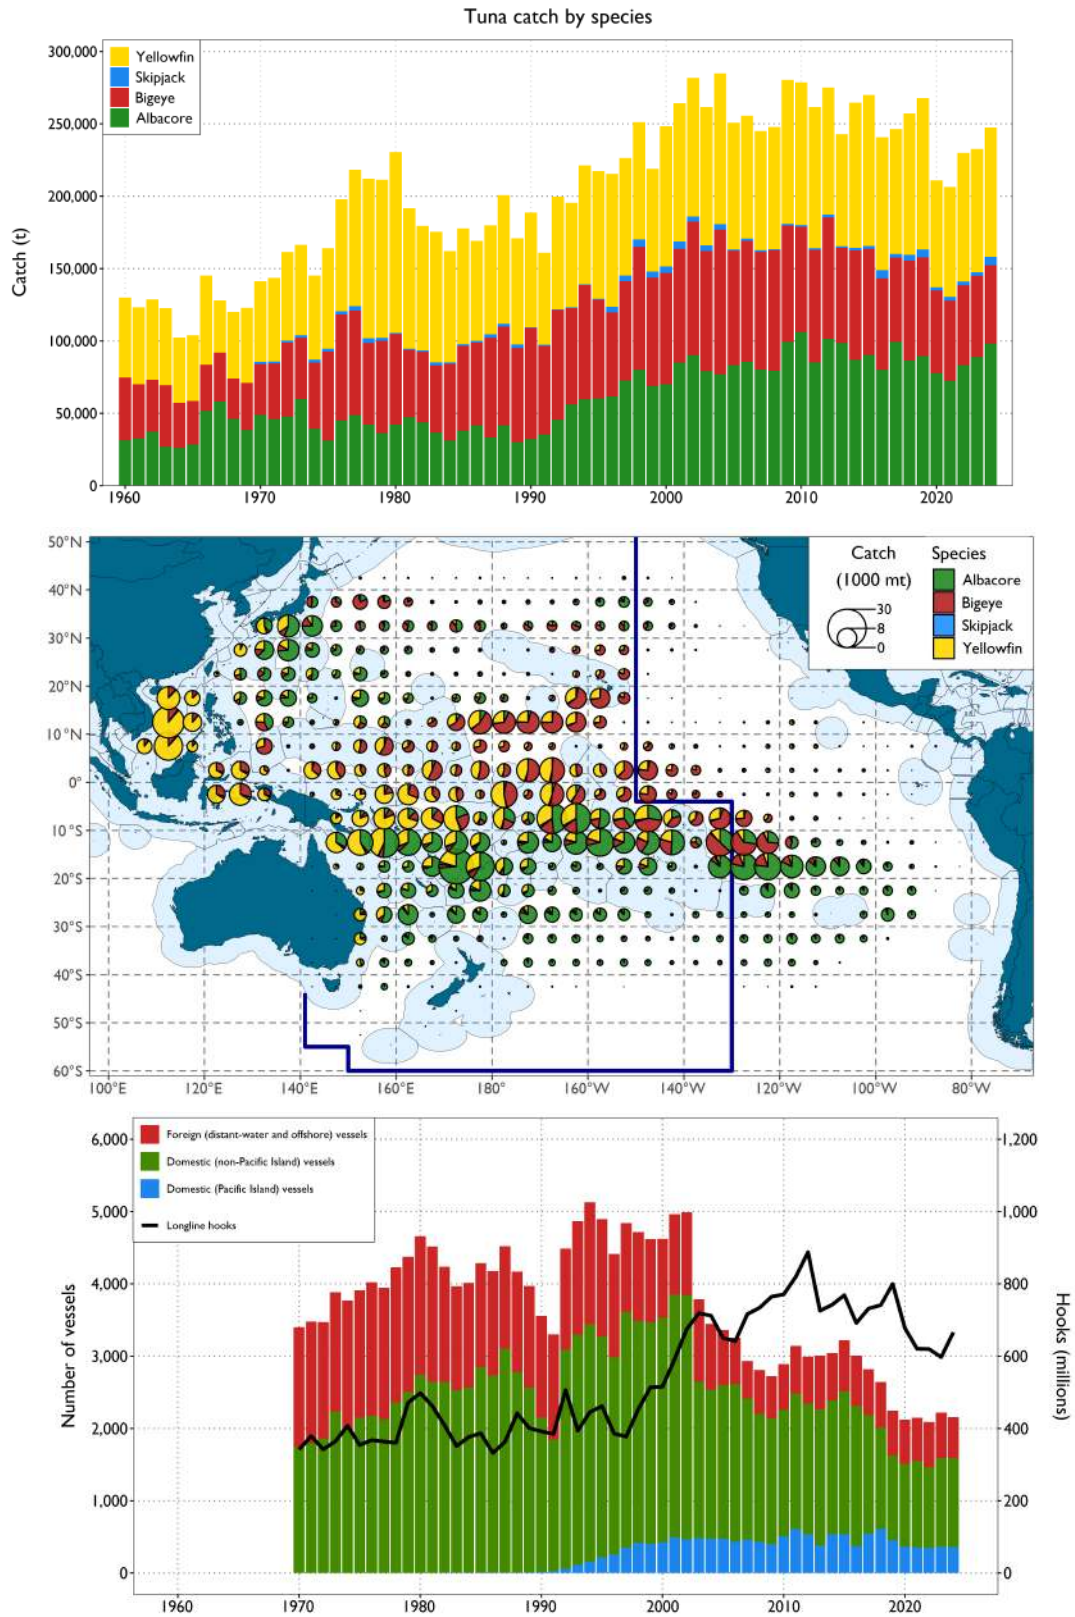 Tuna catch by species
Yellowfin
Skipjack
Bigeye
Albacore
300,000
250,000
200,000
150,000
100,000
50,000
0
Catch (t)
1960 1970 1980 1990 2000 2010 2020
Catch
(1000 mt)
30
8
0
Species
Albacore
Bigeye
Skipjack
Yellowfin
50°N
40°N
30°N
20°N
10°N
0°
10°S
20°S
30°S
40°S
50°S
60°S
100°E 120°E 140°E 160°E 180° 160°W 140°W 120°W 100°W 80°W
Foreign (distant-water and offshore) vessels
Domestic (non-Pacific Island) vessels
Domestic (Pacific Island) vessels
Longline hooks
6,000
5,000
4,000
3,000
2,000
1,000
0
Number of vessels
1,200
1,000
800
600
400
200
0
Hooks (millions)
1960 1970 1980 1990 2000 2010 2020